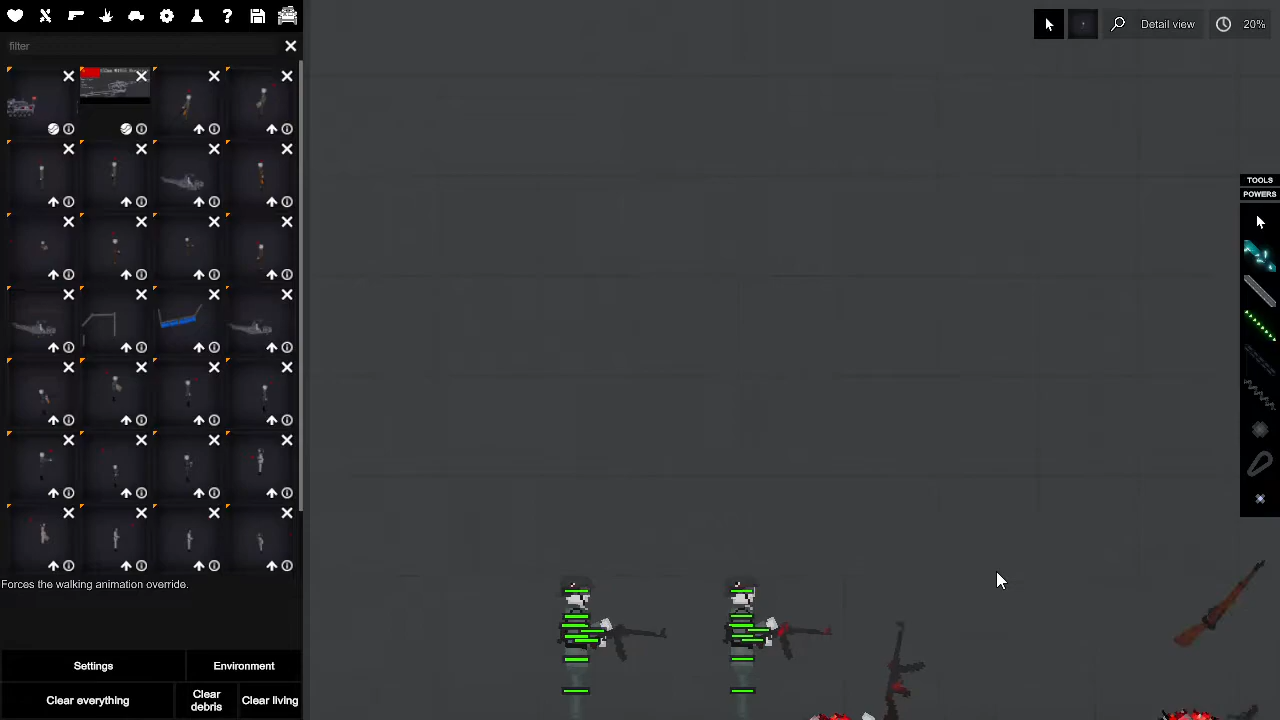 Detail view
20%
filter
TOOLS
POWERS
Forces the walking animation override.
Settings
Environment
Clear everything
Clear
debris
Clear living